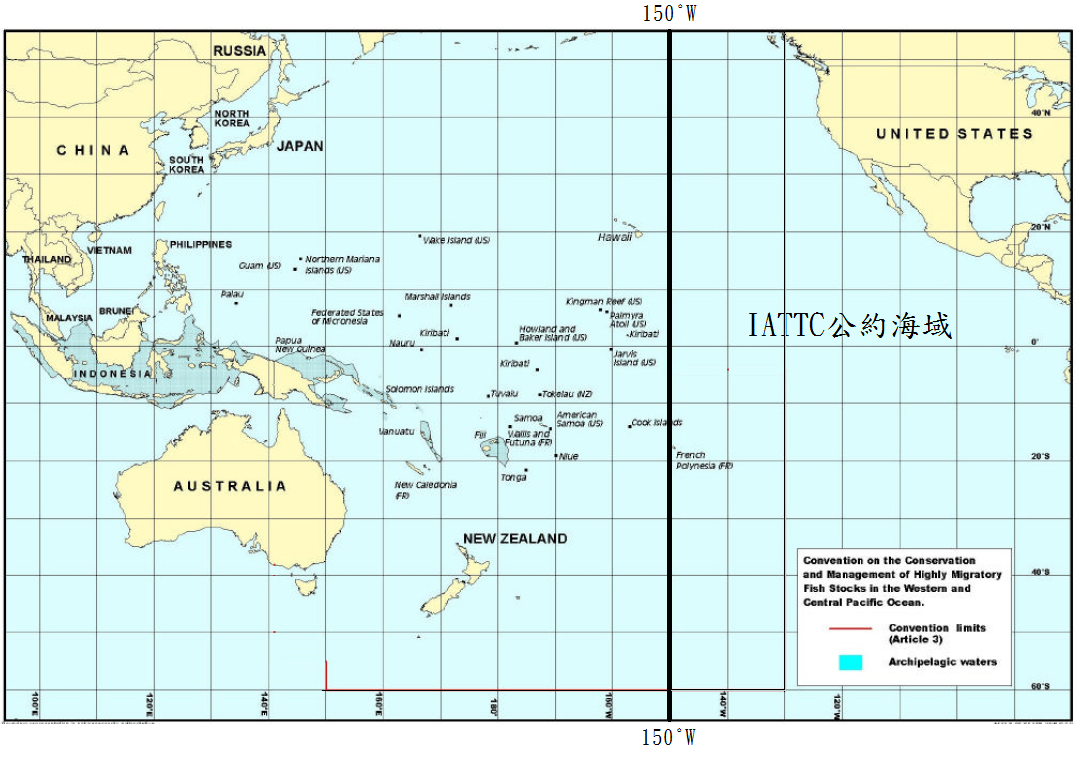 150°W
RUSSIA
40°N
NORTH
KOREA
UNITED STATES
CHINA
JAPAN
SOUTH
KOREA
20°N
Hawaii
Wake Island (US)
PHILIPPINES
VIETNAM
THAILAND
Northern Mariana
Islands (US)
Guam (US)
Palau
Marshall Islands
Kingman Reef (US)
Palmyra
Atoll (US)
BRUNEI
MALAYSIA
Federated States
of Micronesia
IATTC公約海域
Howland and
Baker Island (US)
Kiribati
Kiribati
Papua
New Guinea
Nauru
0°
Jarvis
Island (US)
Kiribati
INDONESIA
Solomon Islands
Tuvalu
Tokelau (NZ)
Samoa
American
Samoa (US)
Cook Islands
Vanuatu
Fiji
Wallis and
Futuna (FR)
Niue
French
Polynesia (FR)
20°S
Tonga
AUSTRALIA
New Caledonia
(FR)
NEW ZEALAND
Convention on the Conservation
and Management of Highly Migratory
Fish Stocks in the Western and
Central Pacific Ocean.
40°S
Convention limits
(Article 3)
Archipelagic waters
60°S
100°E
120°E
140°E
160°E
180°
160°W
140°W
120°W
150°W